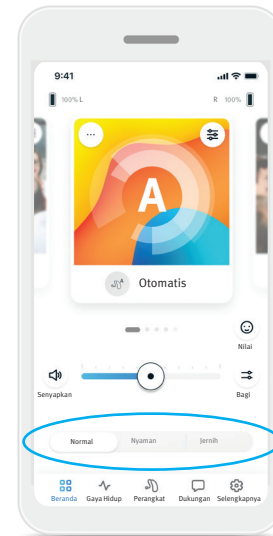 9:41
100% L
R 100%
...
A
A
Otomatis
Nilai
Senyapkan
Bagi
Normal Nyaman Jernih
Beranda Gaya Hidup Perangkat Dukungan Selengkapnya